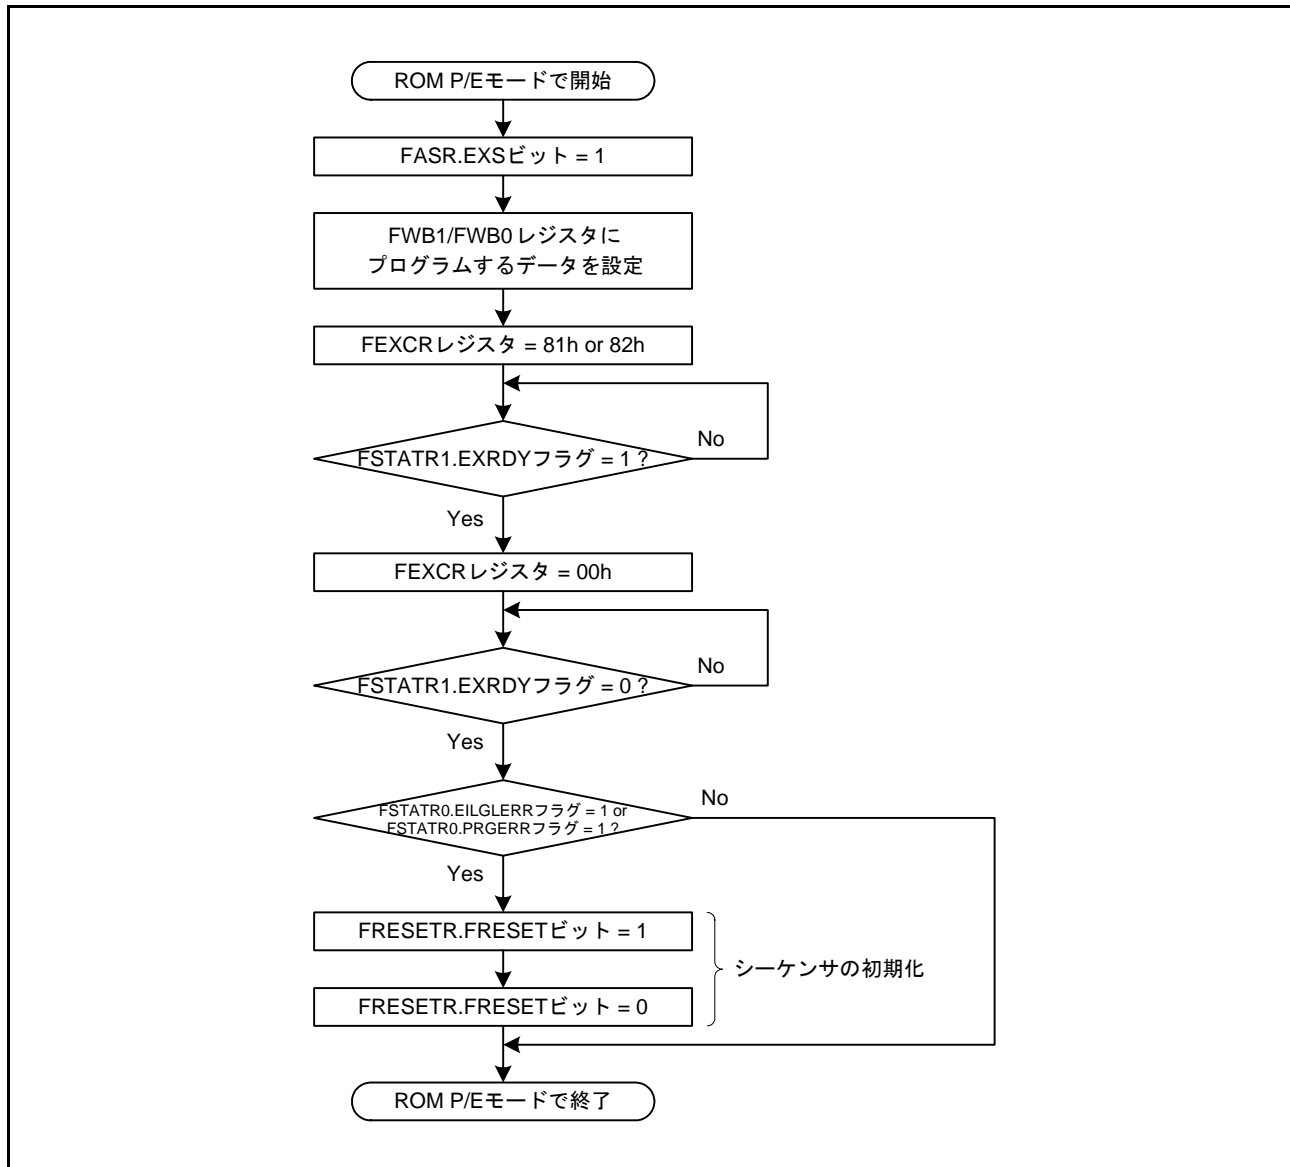 ROM P/Eモードで開始
FASR.EXSビット = 1
FWB1/FWB0レジスタに
プログラムするデータを設定
FEXCRレジスタ = 81h or 82h
FSTATR1.EXRDYフラグ = 1 ?
No
Yes
FEXCRレジスタ = 00h
FSTATR1.EXRDYフラグ = 0 ?
No
Yes
FSTATR0.EILGLERRフラグ = 1 or
FSTATR0.PRGERRフラグ = 1 ?
No
Yes
FRESETR.FRESETビット = 1
シーケンサの初期化
FRESETR.FRESETビット = 0
ROM P/Eモードで終了